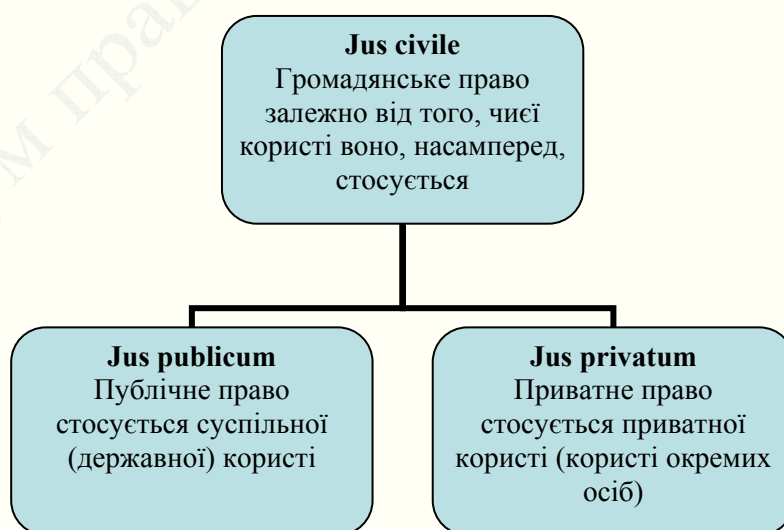 м прав
Jus civile
Громадянське право
залежно від того, чиєї
користі воно, насамперед,
стосується
Jus publicum
Публічне право
стосується суспільної
(державної) користі
Jus privatum
Приватне право
стосується приватної
користі (користі окремих
осіб)